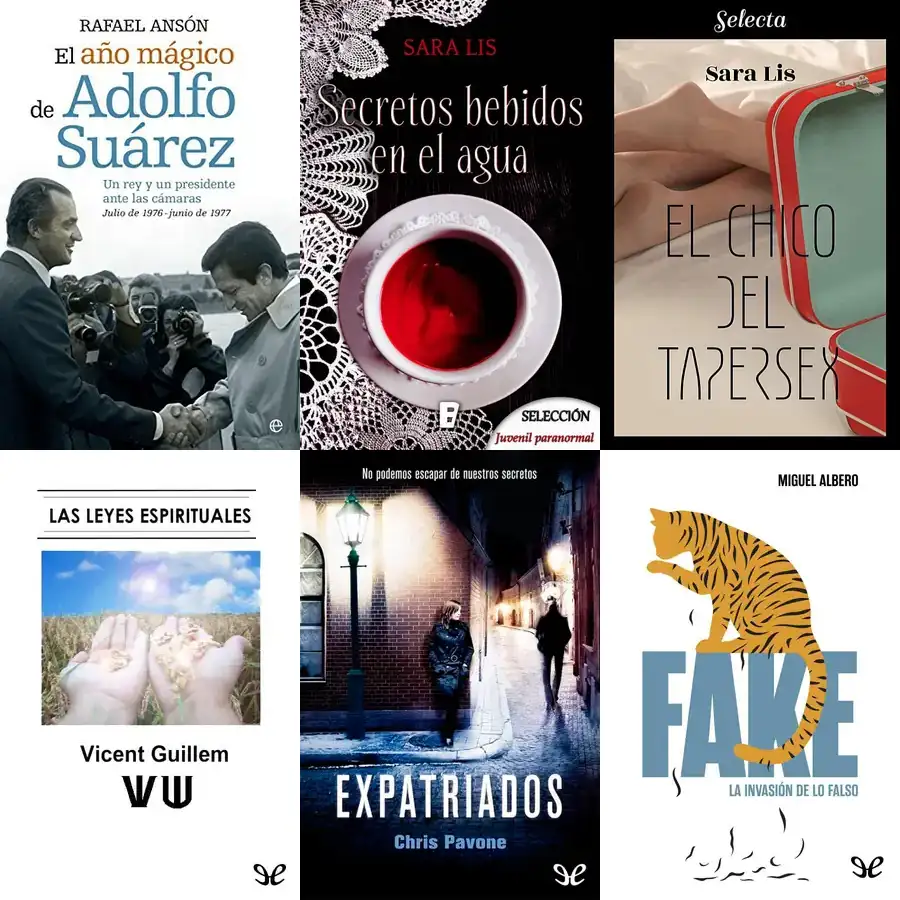 RAFAEL ANSÓN
El año mágico
de Adolfo
Suárez
Un rey y un presidente
ante las cámaras
Julio de 1976 - junio de 1977
e
SARA LIS
Secretos bebidos
en el agua
B
SELECCIÓN
Juvenil paranormal
Selecta
Sara Lis
EL CHICO
DEL
TAPERSEX
LAS LEYES ESPIRITUALES
Vicent Guillem
No podemos escapar de nuestros secretos
EXPATRIADOS
Chris Pavone
MIGUEL ALBERO
FAKE
LA INVASIÓN DE LO FALSO